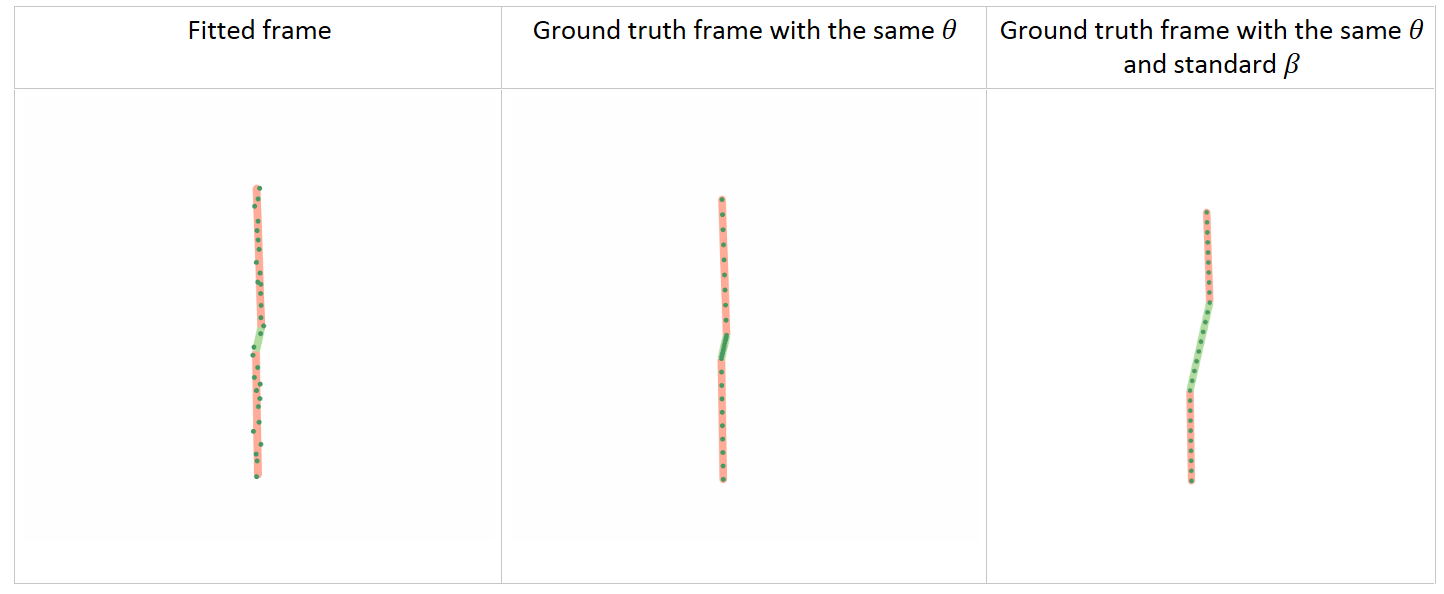 Fitted frame
Ground truth frame with the same θ
Ground truth frame with the same θ
and standard β